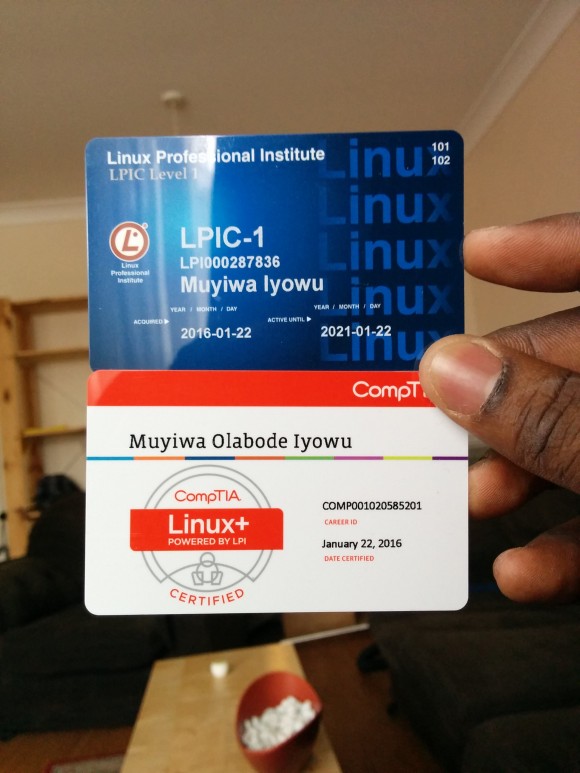 Linux Professional Institute
LPIC Level 1
101
102
Linux
Linux
Linux
Linux
Linux
Linux
Professional
Institute
LPIC-1
LPI000287836
Muyiwa Iyowu
YEAR / MONTH / DAY
ACQUIRED
2016-01-22
YEAR / MONTH / DAY
ACTIVE UNTIL
2021-01-22
Muyiwa Olabode Iyowu
CompTIA
Linux+
POWERED BY LPI
CERTIFIED
COMP001020585201
CAREER ID
January 22, 2016
DATE CERTIFIED